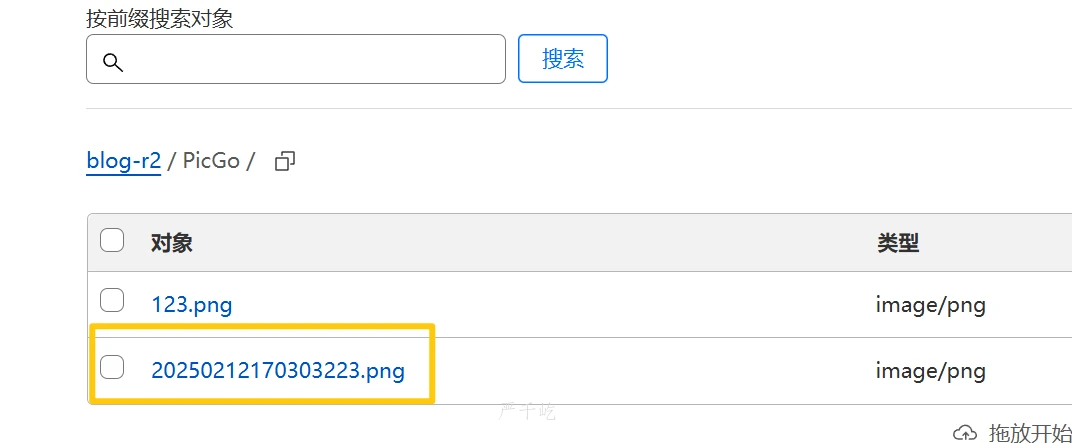 按前缀搜索对象
搜索
blog-r2 / PicGo /
对象 类型
123.png image/png
20250212170303223.png image/png
严千屹
拖放开始